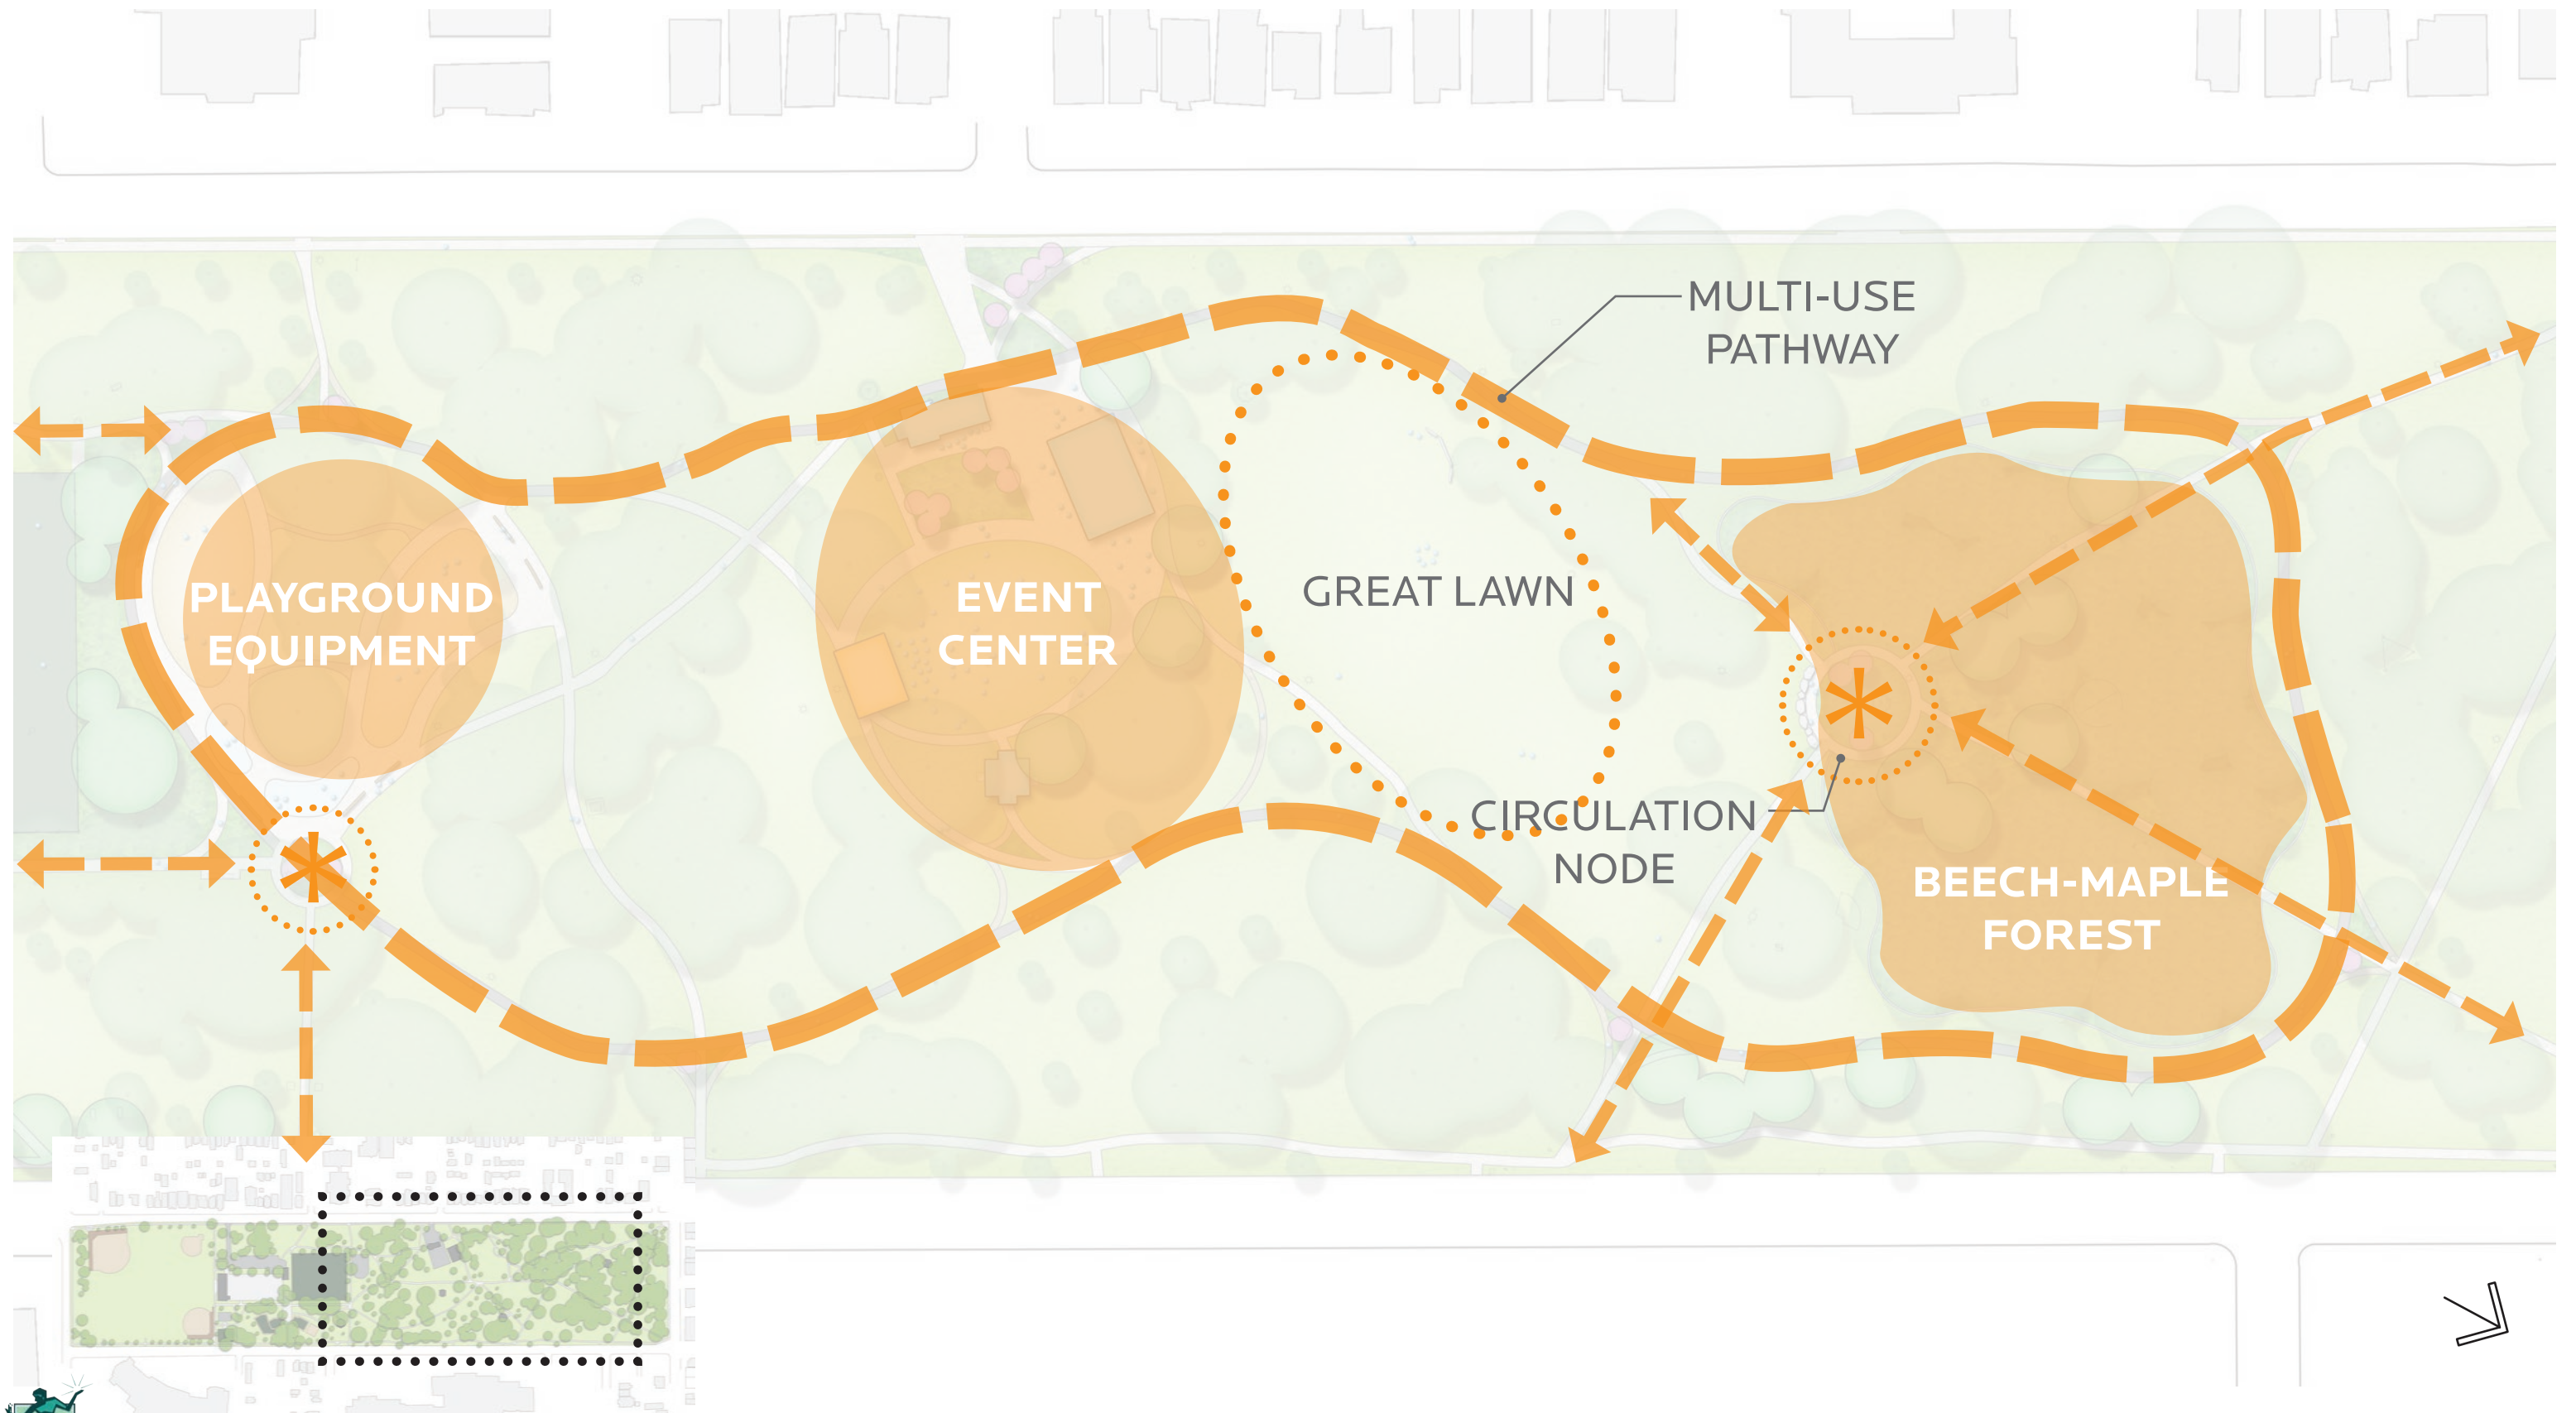 MULTI-USE
PATHWAY
PLAYGROUND
EQUIPMENT
EVENT
CENTER
GREAT LAWN
CIRCULATION
NODE
BEECH-MAPLE
FOREST